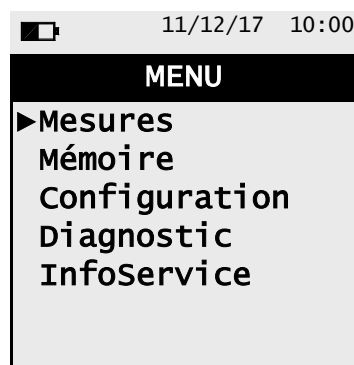 11/12/17 10:00
MENU
►Mesures
Mémoire
Configuration
Diagnostic
InfoService